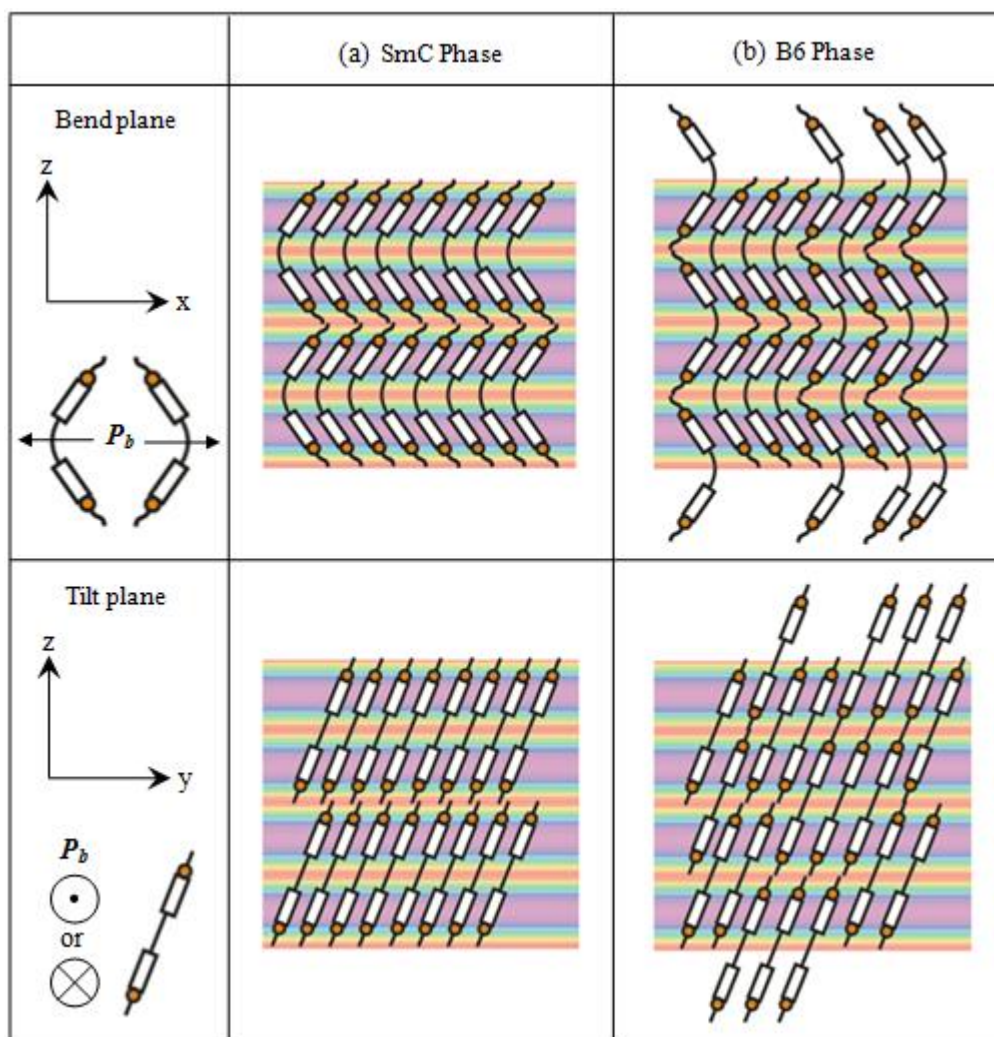 (a) SmC Phase
(b) B6 Phase
Bend plane
z
x
P_b
Tilt plane
z
y
P_b
or